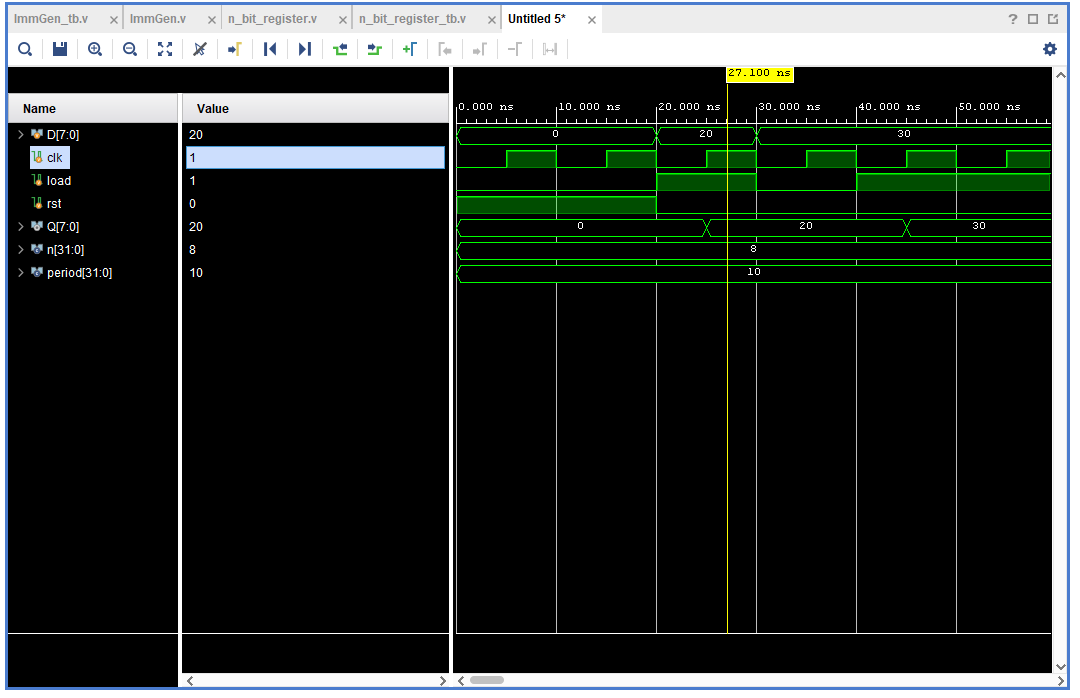 ImmGen_tb.v ImmGen.v n_bit_register.v n_bit_register_tb.v Untitled 5*
?
27.100 ns
Name Value
0.000 ns 10.000 ns 20.000 ns 30.000 ns 40.000 ns 50.000 ns
D[7:0] 20 0 20 30
clk 1
load 1
rst 0
Q[7:0] 20 0 20 30
n[31:0] 8 8
period[31:0] 10 10